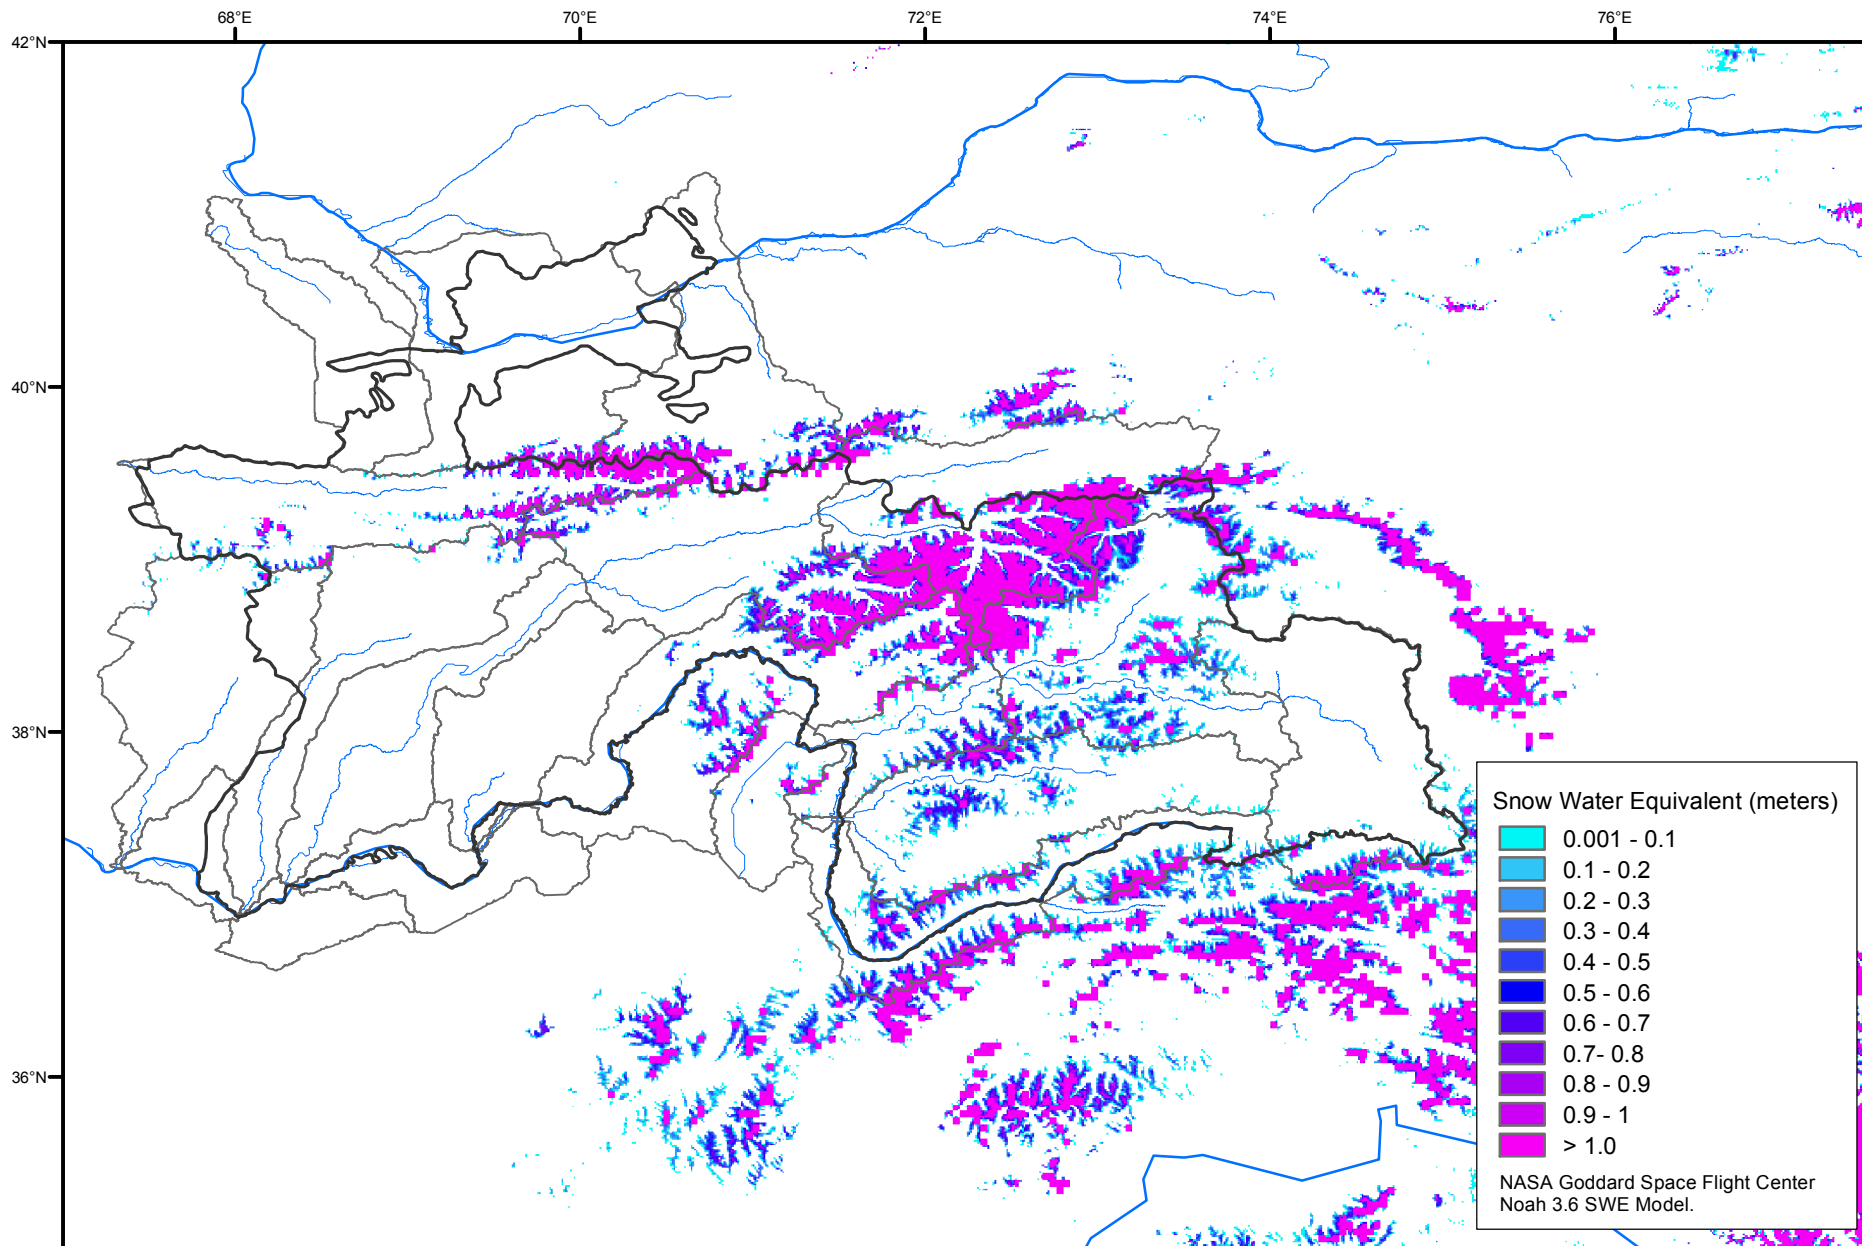 68°E
70°E
72°E
74°E
76°E
42°N
40°N
38°N
36°N
Snow Water Equivalent (meters)
0.001 - 0.1
0.1 - 0.2
0.2 - 0.3
0.3 - 0.4
0.4 - 0.5
0.5 - 0.6
0.6 - 0.7
0.7- 0.8
0.8 - 0.9
0.9 - 1
> 1.0
NASA Goddard Space Flight Center
Noah 3.6 SWE Model.